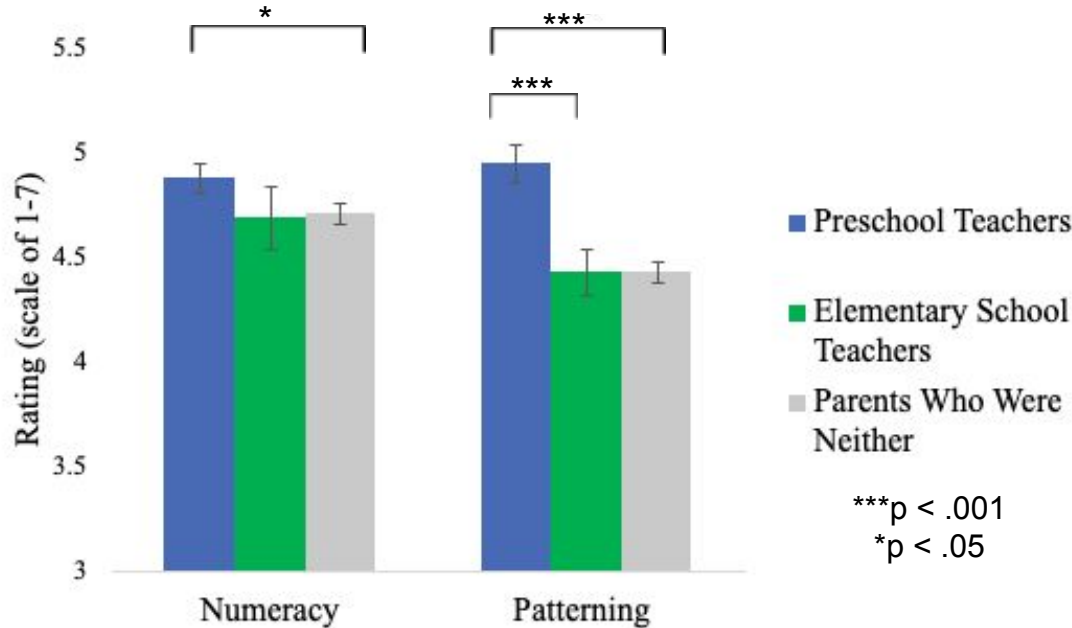 *
***
***
5.5
5
4.5
4
3.5
3
Rating (scale of 1-7)
Numeracy
Patterning
Preschool Teachers
Elementary School
Teachers
Parents Who Were
Neither
***p < .001
*p < .05